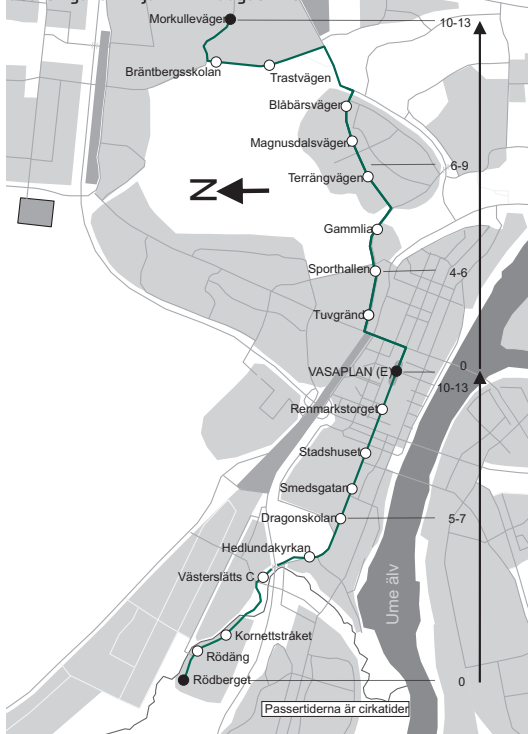 Morkullevägen
10-13
Bräntbergsskolan
Trastvägen
Blåbärsvägen
Magnusdalsvägen
6-9
Terrängvägen
N
Gammlia
Sporthallen
4-6
Tuvgränd
VASAPLAN (E)
0
10-13
Renmarkstorget
Stadshuset
Smedsgatan
Dragonskolan
5-7
Hedlundakyrkan
Västerslätts C
Ume älv
Kornettstråket
Rödäng
Rödberget
0
Passertiderna är cirkatider